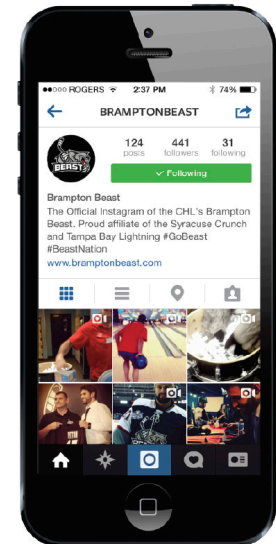 ROGERS 2:37 PM 74%
BRAMPTONBEAST
BEAST
124 441 31
posts followers following
✓ Following
Brampton Beast
The Official Instagram of the CHL's Brampton
Beast. Proud affiliate of the Syracuse Crunch
and Tampa Bay Lightning #GoBeast
#BeastNation
www.bramptonbeast.com